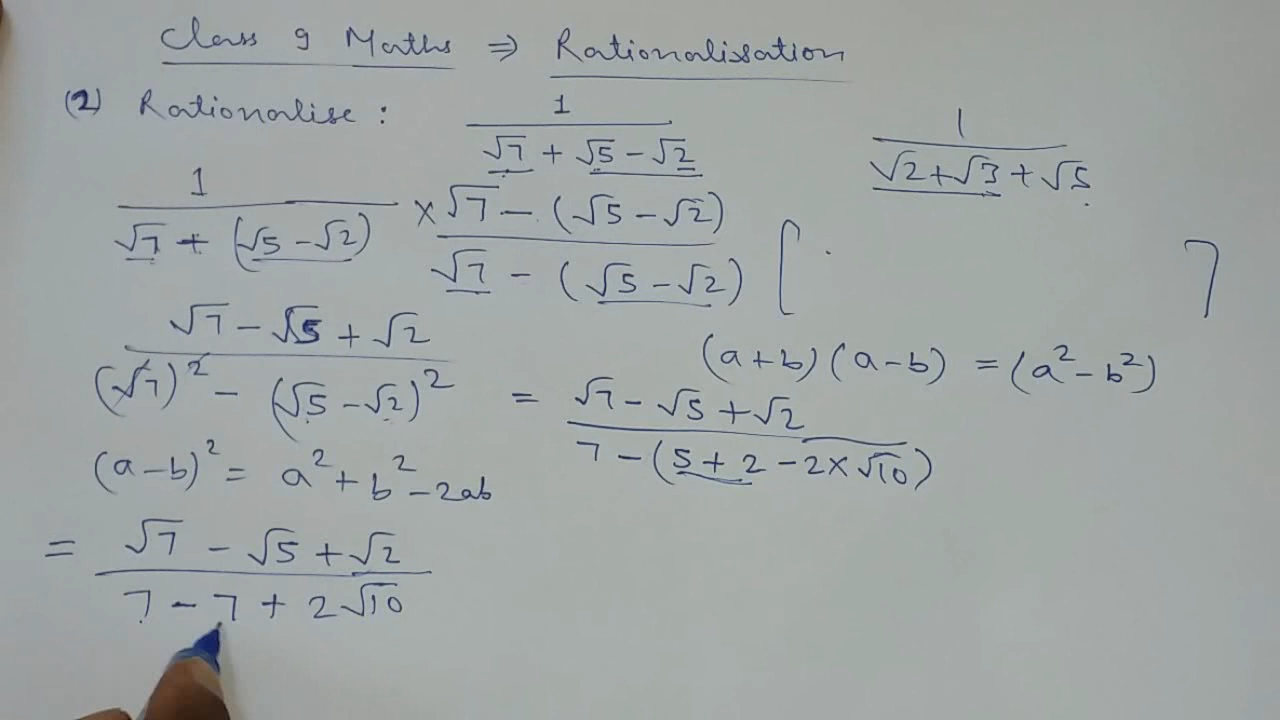 Class 9 Maths ⇒ Rationalisation
(2) Rationalise : 1 / (√7 + √5 − √2)
1 / (√2 + √3 + √5)
1 / (√7 + (√5 − √2)) × (√7 − (√5 − √2)) / (√7 − (√5 − √2)) [ ]
(√7 − √5 + √2) / ((√7)² − (√5 − √2)²)
(a+b)(a−b) = (a² − b²)
= (√7 − √5 + √2) / (7 − (5 + 2 − 2×√10))
(a−b)² = a² + b² − 2ab
= (√7 − √5 + √2) / (7 − 7 + 2√10)